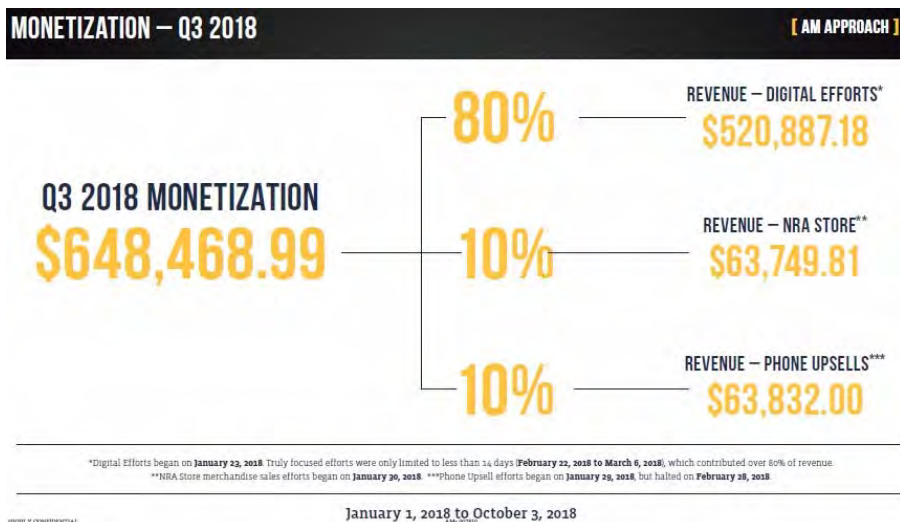 MONETIZATION – Q3 2018
[ AM APPROACH ]
80%
REVENUE – DIGITAL EFFORTS*
$520,887.18
Q3 2018 MONETIZATION
$648,468.99
10%
REVENUE – NRA STORE**
$63,749.81
10%
REVENUE – PHONE UPSELLS***
$63,832.00
*Digital Efforts began on January 23, 2018. Truly focused efforts were only limited to less than 14 days (February 22, 2018 to March 6, 2018), which contributed over 80% of revenue.
**NRA Store merchandise sales efforts began on January 30, 2018. ***Phone Upsell efforts began on January 29, 2018, but halted on February 28, 2018.
January 1, 2018 to October 3, 2018